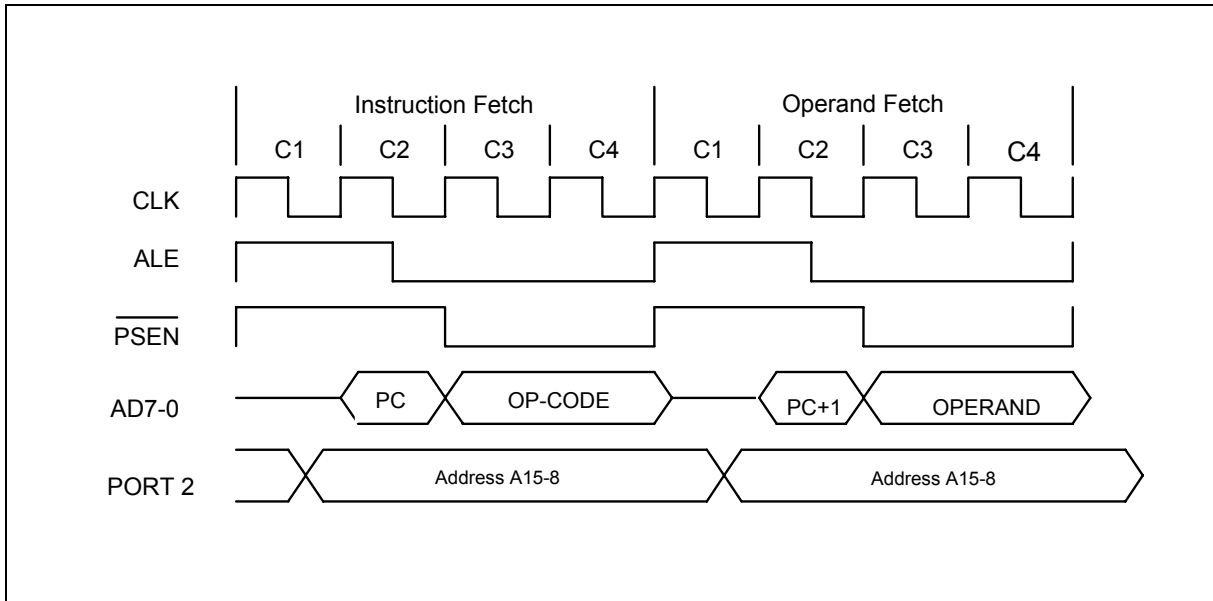 Instruction Fetch Operand Fetch
C1 C2 C3 C4 C1 C2 C3 C4
CLK
ALE
PSEN
AD7-0 PC OP-CODE PC+1 OPERAND
PORT 2 Address A15-8 Address A15-8